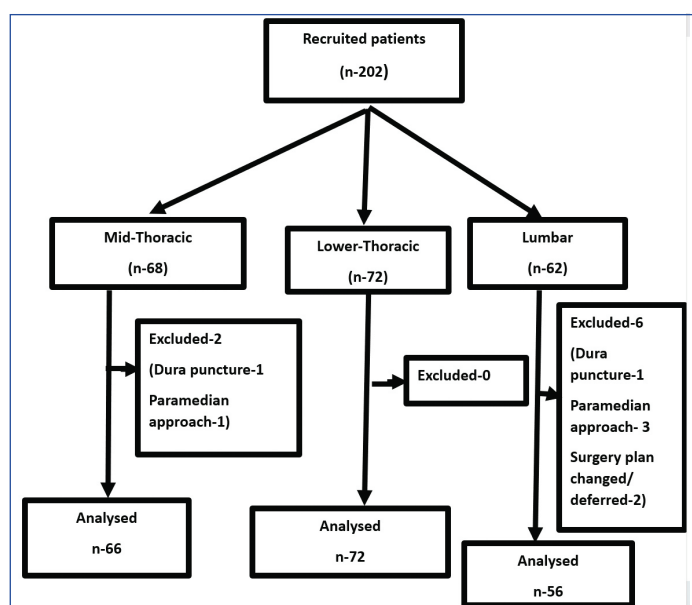 Recruited patients
(n-202)
Mid-Thoracic
(n-68)
Lower-Thoracic
(n-72)
Lumbar
(n-62)
Excluded-2
(Dura puncture-1
Paramedian
approach-1)
Excluded-0
Excluded-6
(Dura
puncture-1
Paramedian
approach- 3
Surgery plan
changed/
deferred-2)
Analysed
n-66
Analysed
n-72
Analysed
n-56